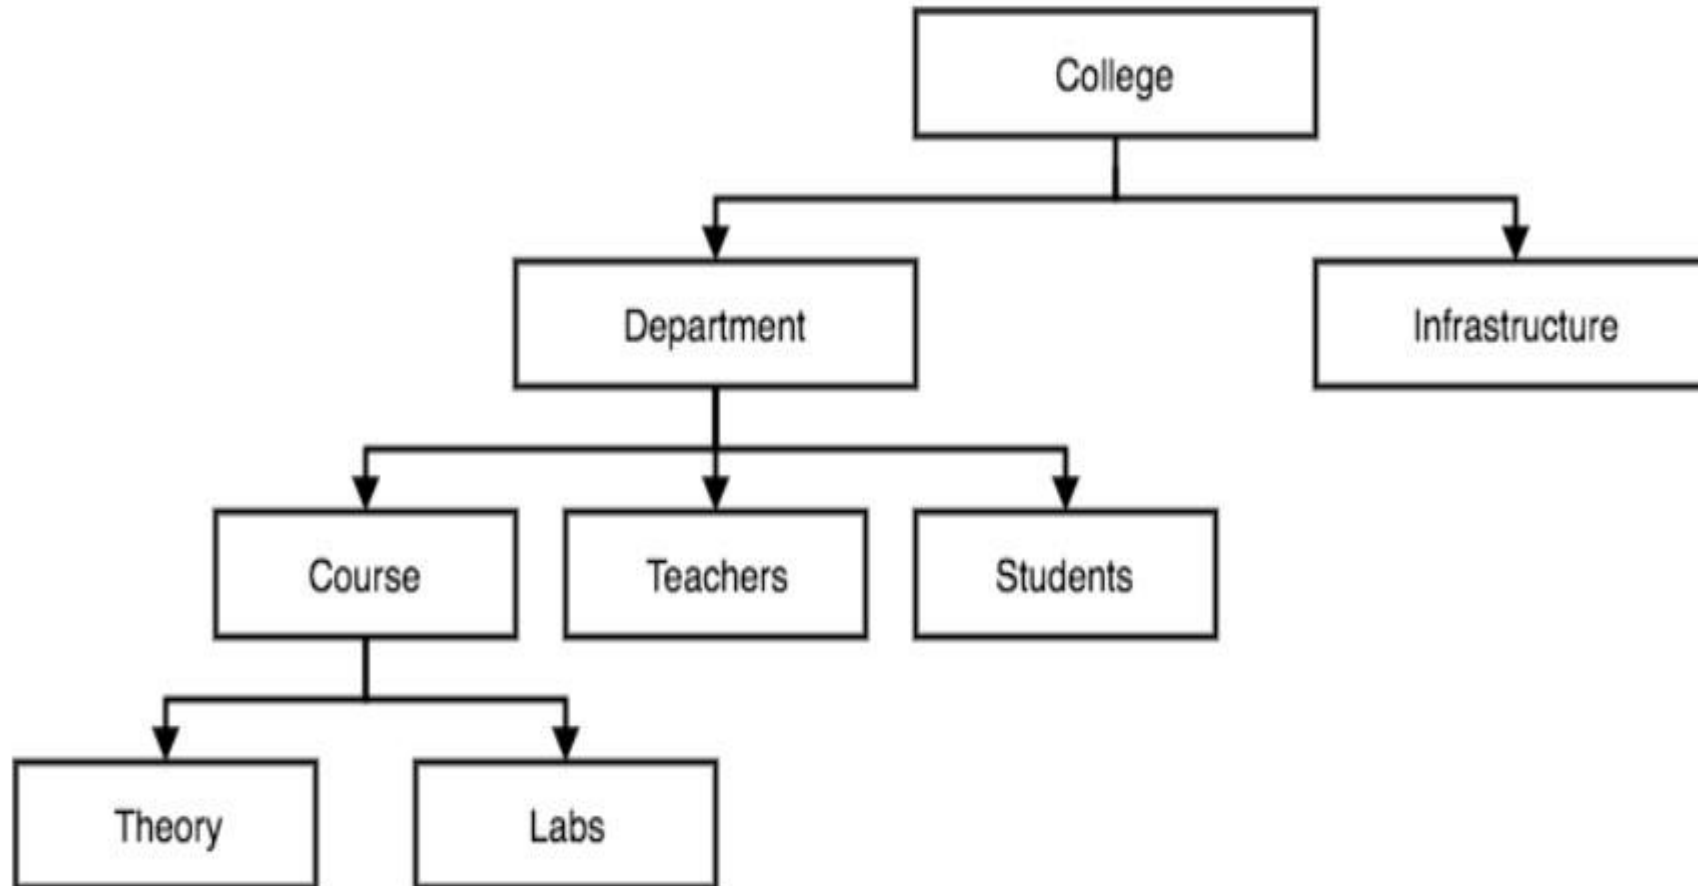 College
Department
Infrastructure
Course
Teachers
Students
Theory
Labs